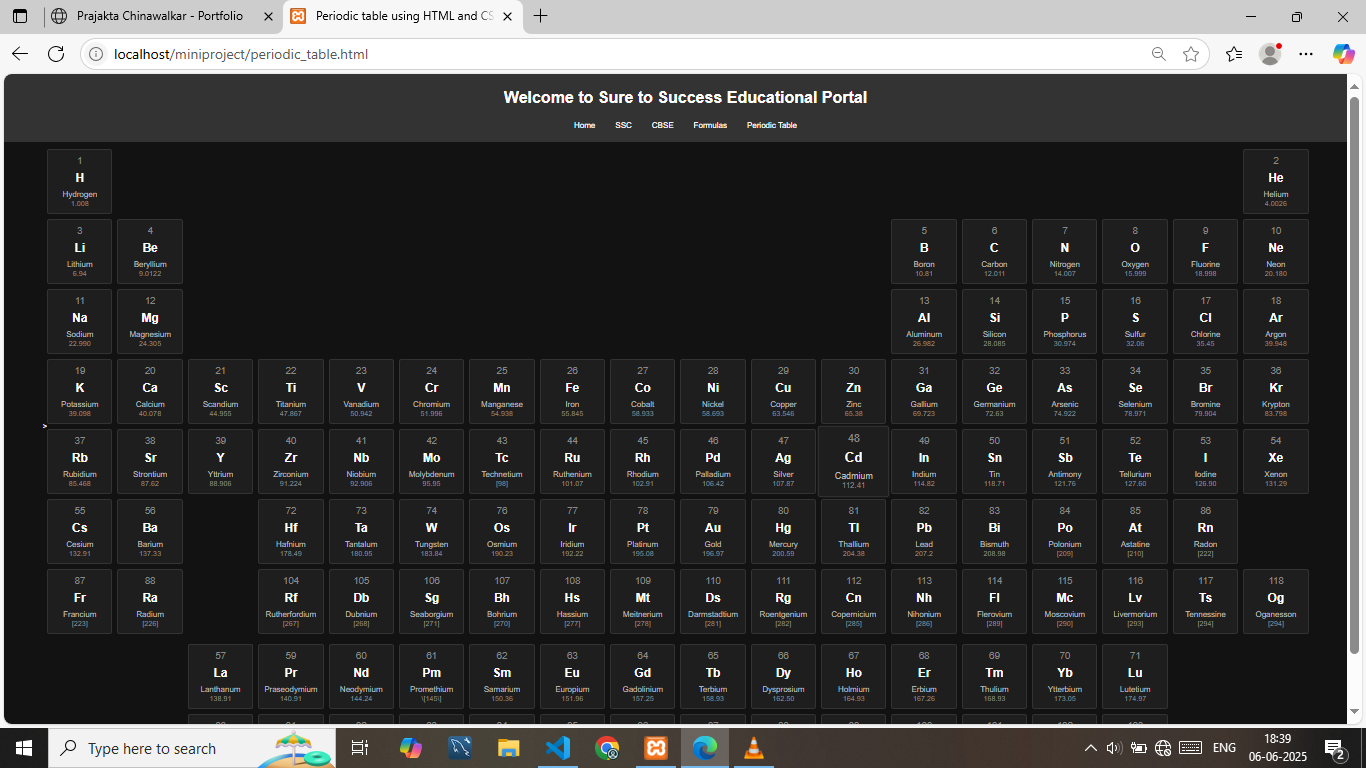 Prajakta Chinawalkar - Portfolio
Periodic table using HTML and CS
localhost/miniproject/periodic_table.html
Welcome to Sure to Success Educational Portal
Home SSC CBSE Formulas Periodic Table
1 2
H He
Hydrogen Helium
1.008 4.0026
3 4 5 6 7 8 9 10
Li Be B C N O F Ne
Lithium Beryllium Boron Carbon Nitrogen Oxygen Fluorine Neon
6.94 9.0122 10.81 12.011 14.007 15.999 18.998 20.180
11 12 13 14 15 16 17 18
Na Mg Al Si P S Cl Ar
Sodium Magnesium Aluminum Silicon Phosphorus Sulfur Chlorine Argon
22.990 24.305 26.982 28.085 30.974 32.06 35.45 39.948
19 20 21 22 23 24 25 26 27 28 29 30 31 32 33 34 35 36
K Ca Sc Ti V Cr Mn Fe Co Ni Cu Zn Ga Ge As Se Br Kr
Potassium Calcium Scandium Titanium Vanadium Chromium Manganese Iron Cobalt Nickel Copper Zinc Gallium Germanium Arsenic Selenium Bromine Krypton
39.098 40.078 44.955 47.867 50.942 51.996 54.938 55.845 58.933 58.693 63.546 65.38 69.723 72.63 74.922 78.971 79.904 83.798
>
37 38 39 40 41 42 43 44 45 46 47 48 49 50 51 52 53 54
Rb Sr Y Zr Nb Mo Tc Ru Rh Pd Ag Cd In Sn Sb Te I Xe
Rubidium Strontium Yttrium Zirconium Niobium Molybdenum Technetium Ruthenium Rhodium Palladium Silver Cadmium Indium Tin Antimony Tellurium Iodine Xenon
85.468 87.62 88.906 91.224 92.906 95.95 [98] 101.07 102.91 106.42 107.87 112.41 114.82 118.71 121.76 127.60 126.90 131.29
55 56 72 73 74 76 77 78 79 80 81 82 83 84 85 86
Cs Ba Hf Ta W Os Ir Pt Au Hg Tl Pb Bi Po At Rn
Cesium Barium Hafnium Tantalum Tungsten Osmium Iridium Platinum Gold Mercury Thallium Lead Bismuth Polonium Astatine Radon
132.91 137.33 178.49 180.95 183.84 190.23 192.22 195.08 196.97 200.59 204.38 207.2 208.98 [209] [210] [222]
87 88 104 105 106 107 108 109 110 111 112 113 114 115 116 117 118
Fr Ra Rf Db Sg Bh Hs Mt Ds Rg Cn Nh Fl Mc Lv Ts Og
Francium Radium Rutherfordium Dubnium Seaborgium Bohrium Hassium Meitnerium Darmstadtium Roentgenium Copernicium Nihonium Flerovium Moscovium Livermorium Tennessine Oganesson
[223] [226] [267] [268] [271] [270] [277] [278] [281] [282] [285] [286] [289] [290] [293] [294] [294]
57 59 60 61 62 63 64 65 66 67 68 69 70 71
La Pr Nd Pm Sm Eu Gd Tb Dy Ho Er Tm Yb Lu
Lanthanum Praseodymium Neodymium Promethium Samarium Europium Gadolinium Terbium Dysprosium Holmium Erbium Thulium Ytterbium Lutetium
138.91 140.91 144.24 \[145\] 150.36 151.96 157.25 158.93 162.50 164.93 167.26 168.93 173.05 174.97
Type here to search
ENG
18:39
06-06-2025
2